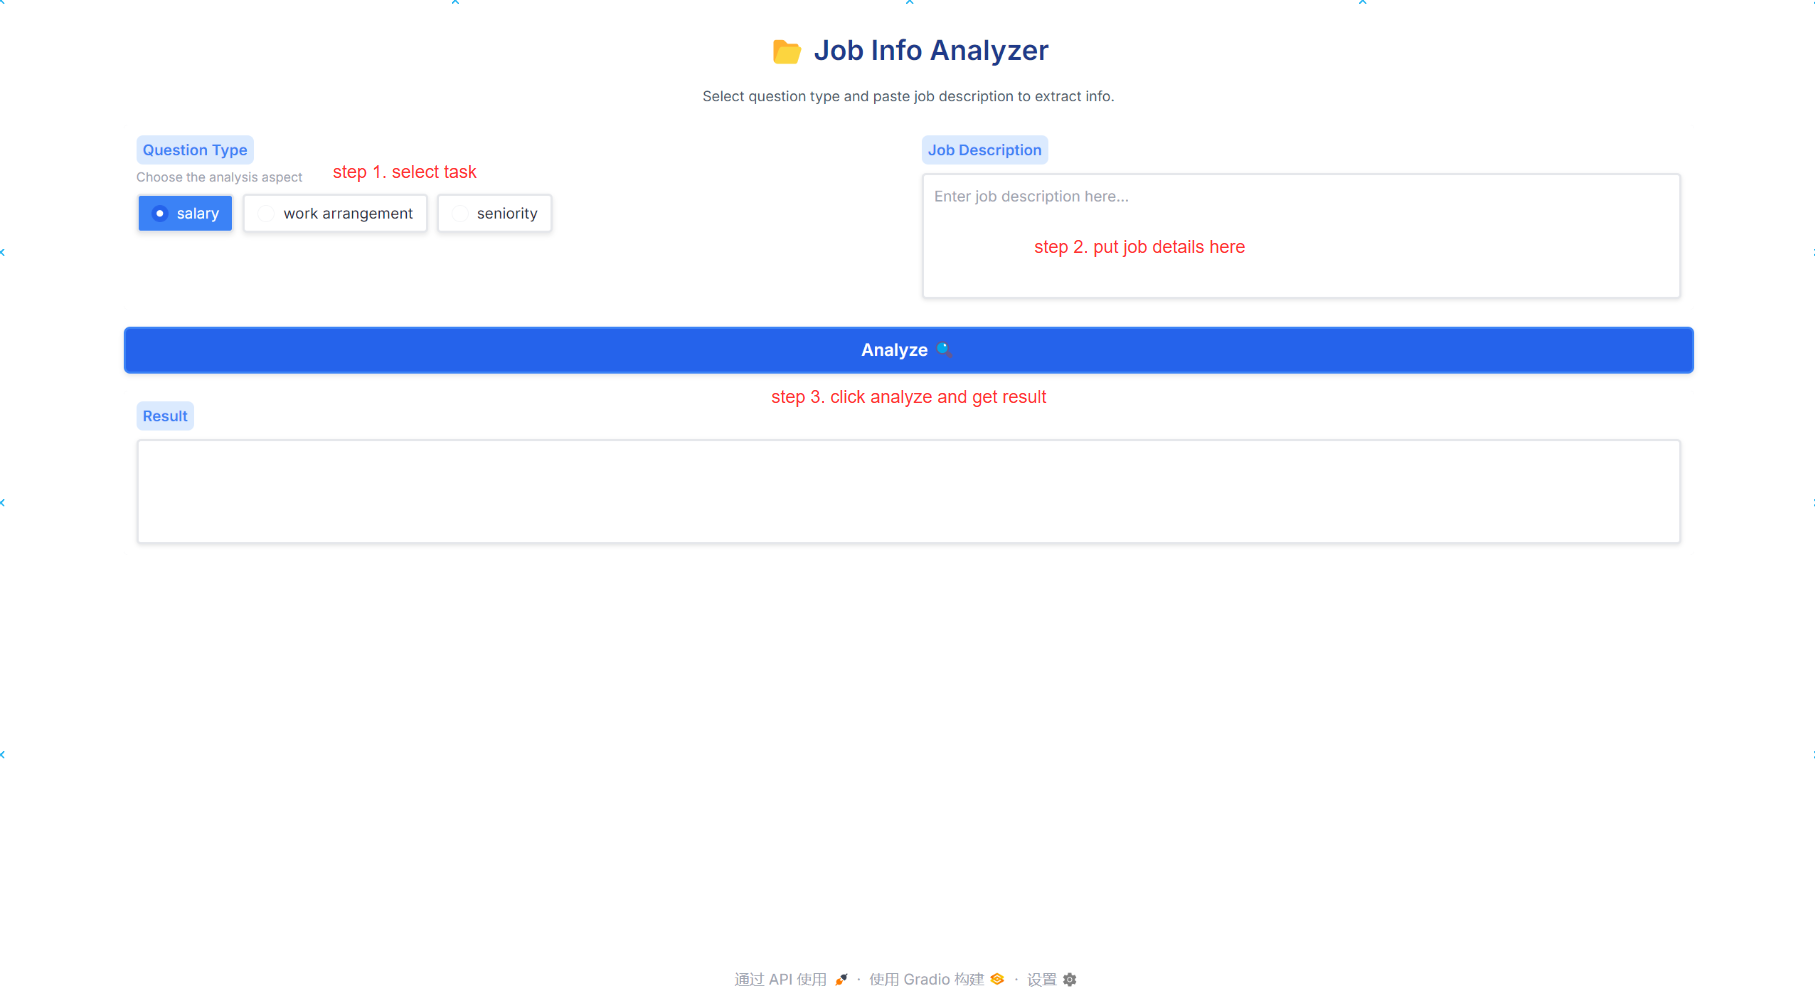 Job Info Analyzer
Select question type and paste job description to extract info.
Question Type
Choose the analysis aspect
step 1. select task
salary
work arrangement
seniority
Job Description
Enter job description here...
step 2. put job details here
Analyze
step 3. click analyze and get result
Result
通过 API 使用 · 使用 Gradio 构建 · 设置